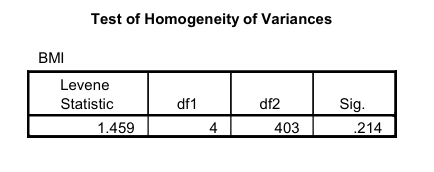 Test of Homogeneity of Variances
BMI
Levene
Statistic df1 df2 Sig.
1.459 4 403 .214